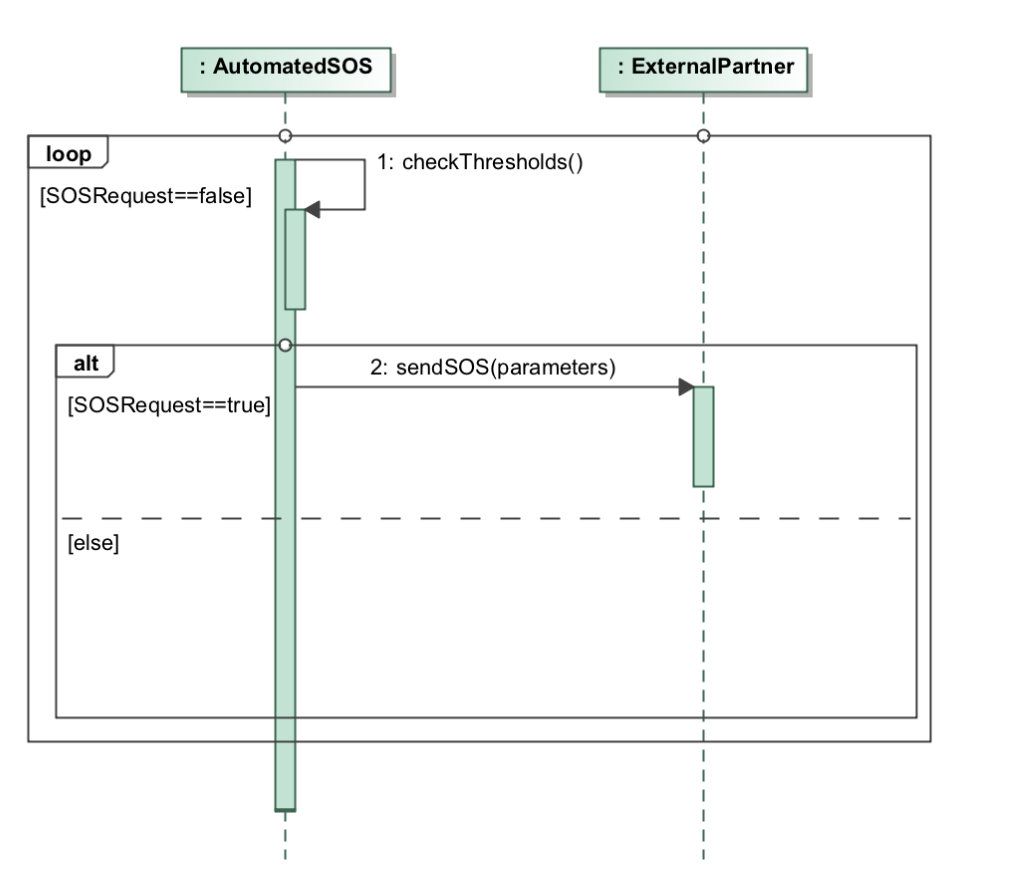 : AutomatedSOS
: ExternalPartner
loop
1: checkThresholds()
[SOSRequest==false]
alt
2: sendSOS(parameters)
[SOSRequest==true]
[else]